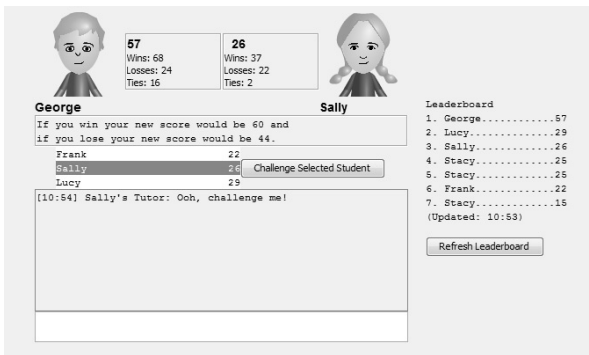 57
Wins: 68
Losses: 24
Ties: 16
26
Wins: 37
Losses: 22
Ties: 2
George
Sally
If you win your new score would be 60 and
if you lose your new score would be 44.
Frank 22
Sally 26
Lucy 29
Challenge Selected Student
[10:54] Sally's Tutor: Ooh, challenge me!
Leaderboard
1. George............57
2. Lucy..............29
3. Sally.............26
4. Stacy.............25
5. Stacy.............25
6. Frank.............22
7. Stacy.............15
(Updated: 10:53)
Refresh Leaderboard